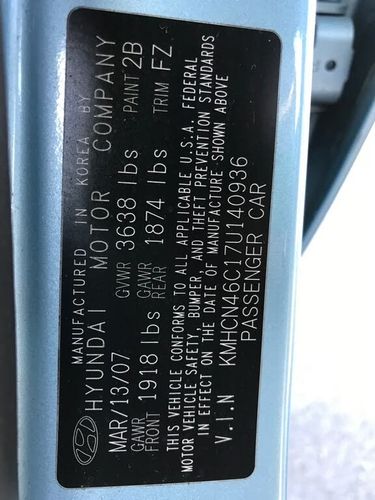 MANUFACTURED IN KOREA BY
HYUNDAI MOTOR COMPANY
MAR/13/07 GVWR 3638 lbs PAINT 2B
GAWR FRONT 1918 lbs GAWR REAR 1874 lbs TRIM FZ
THIS VEHICLE CONFORMS TO ALL APPLICABLE U.S.A. FEDERAL
MOTOR VEHICLE SAFETY, BUMPER, AND THEFT PREVENTION STANDARDS
IN EFFECT ON THE DATE OF MANUFACTURE SHOWN ABOVE
V.I.N KMHCN46C17U140936
PASSENGER CAR